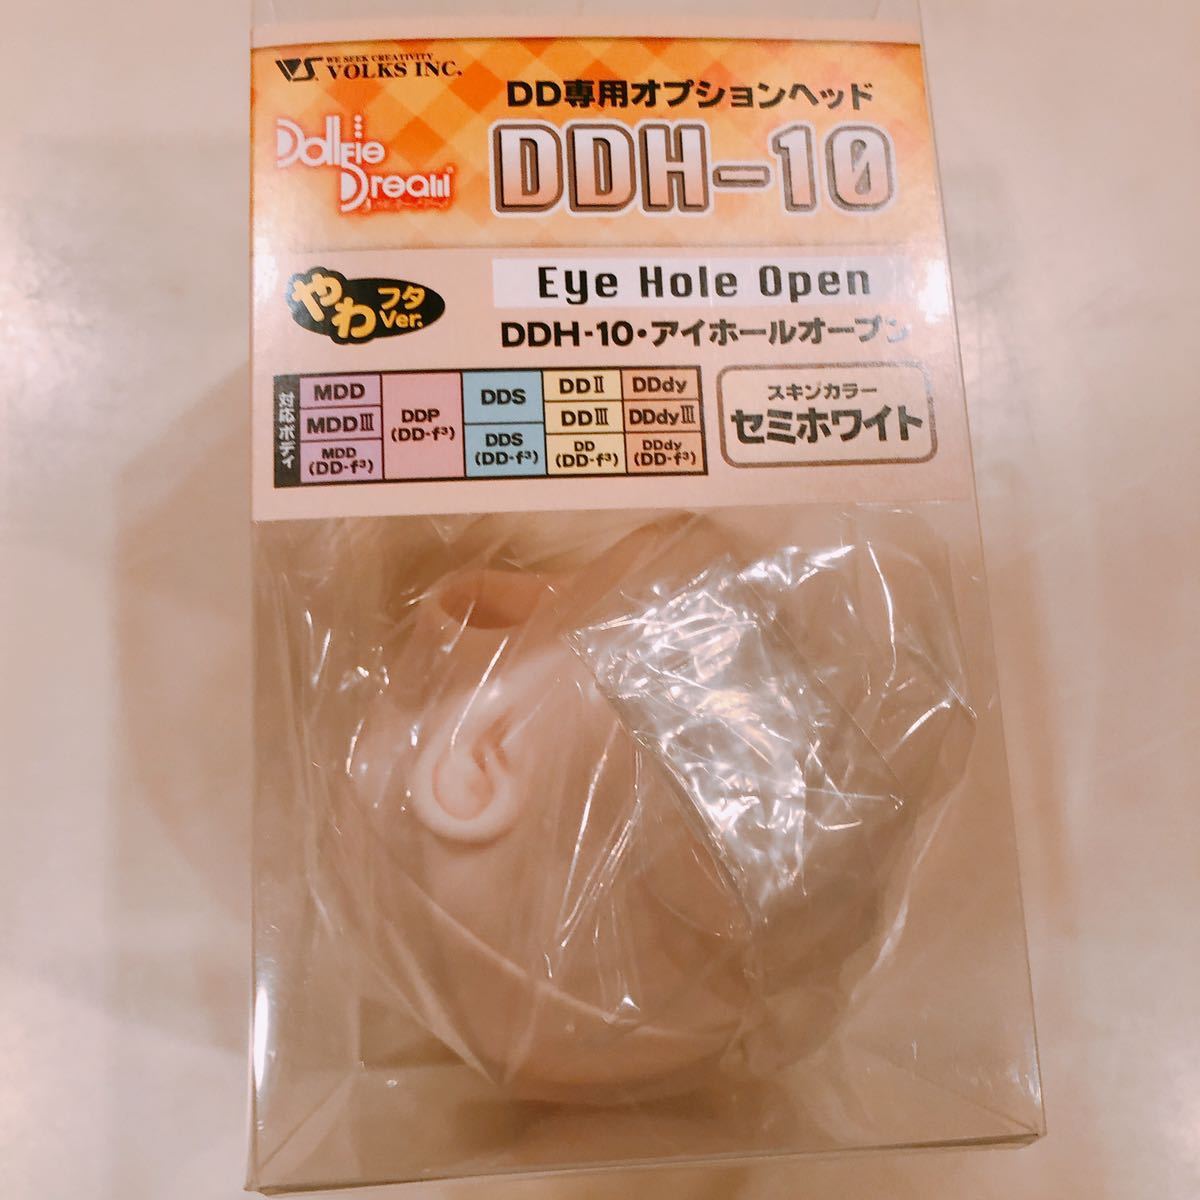 WE SEEK CREATIVITY
VS VOLKS INC.
DD専用オプションヘッド
Dollfie Dream®
DDH-10
やわフタ Ver.
Eye Hole Open
DDH-10・アイホールオープン
対応ボディ
MDD
MDDⅢ
MDD (DD-f³)
DDP (DD-f³)
DDS
DDS (DD-f³)
DDⅡ
DDⅢ
DD (DD-f³)
DDdy
DDdyⅢ
DDdy (DD-f³)
スキンカラー
セミホワイト